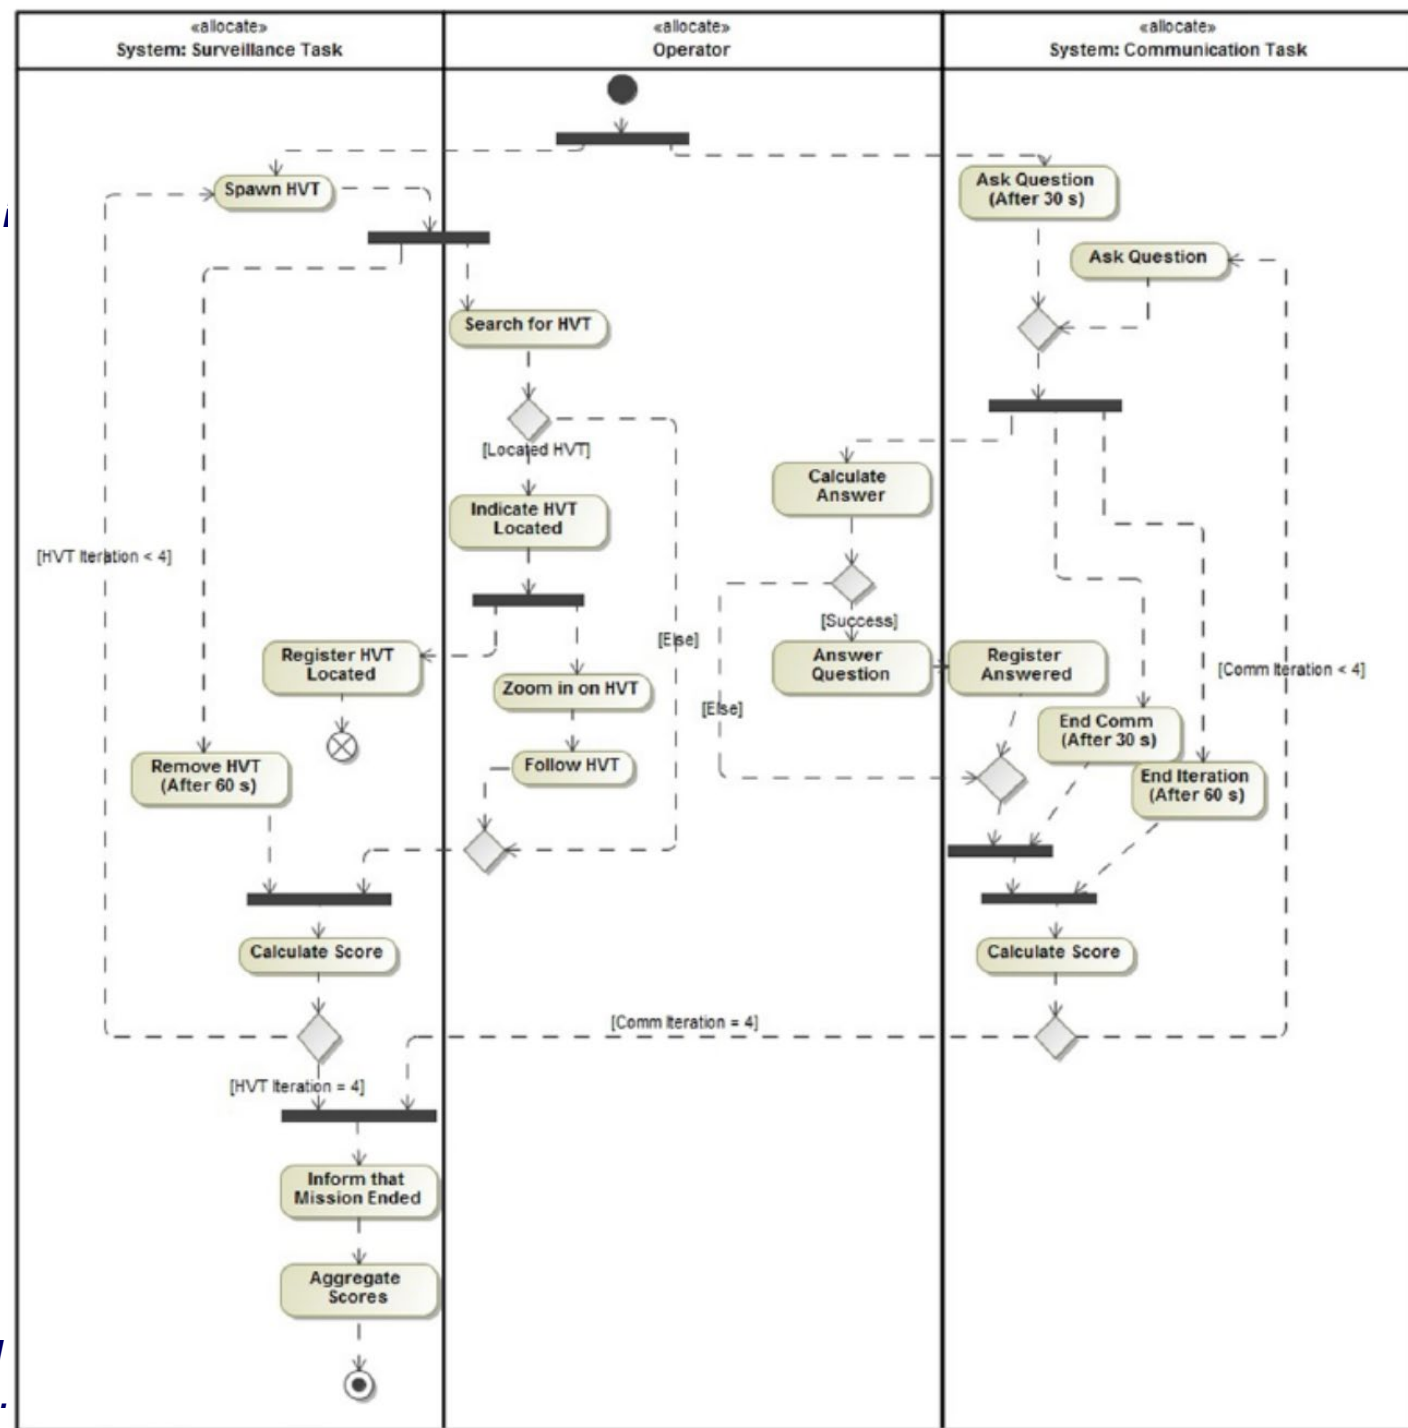 «allocate»
System: Surveillance Task
«allocate»
Operator
«allocate»
System: Communication Task
Spawn HVT
Ask Question
(After 30 s)
Ask Question
Search for HVT
[Located HVT]
Calculate
Answer
Indicate HVT
Located
[HVT Iteration < 4]
[Success]
[Else]
Register HVT
Located
Answer
Question
Register
Answered
[Comm Iteration < 4]
Zoom in on HVT
[Else]
End Comm
(After 30 s)
Remove HVT
(After 60 s)
Follow HVT
End Iteration
(After 60 s)
Calculate Score
Calculate Score
[Comm Iteration = 4]
[HVT Iteration = 4]
Inform that
Mission Ended
Aggregate
Scores